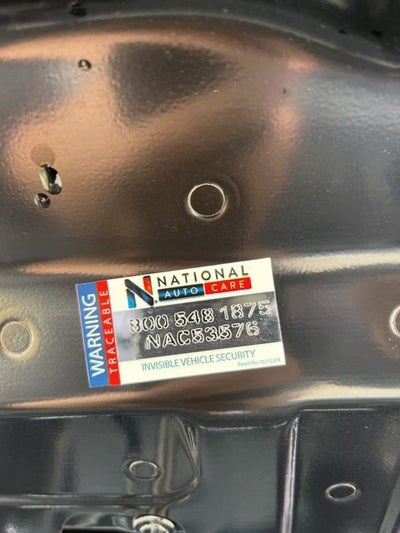 WARNING
TRACEABLE
N. NATIONAL
AUTO CARE
800 548 1875
NAC53576
INVISIBLE VEHICLE SECURITY